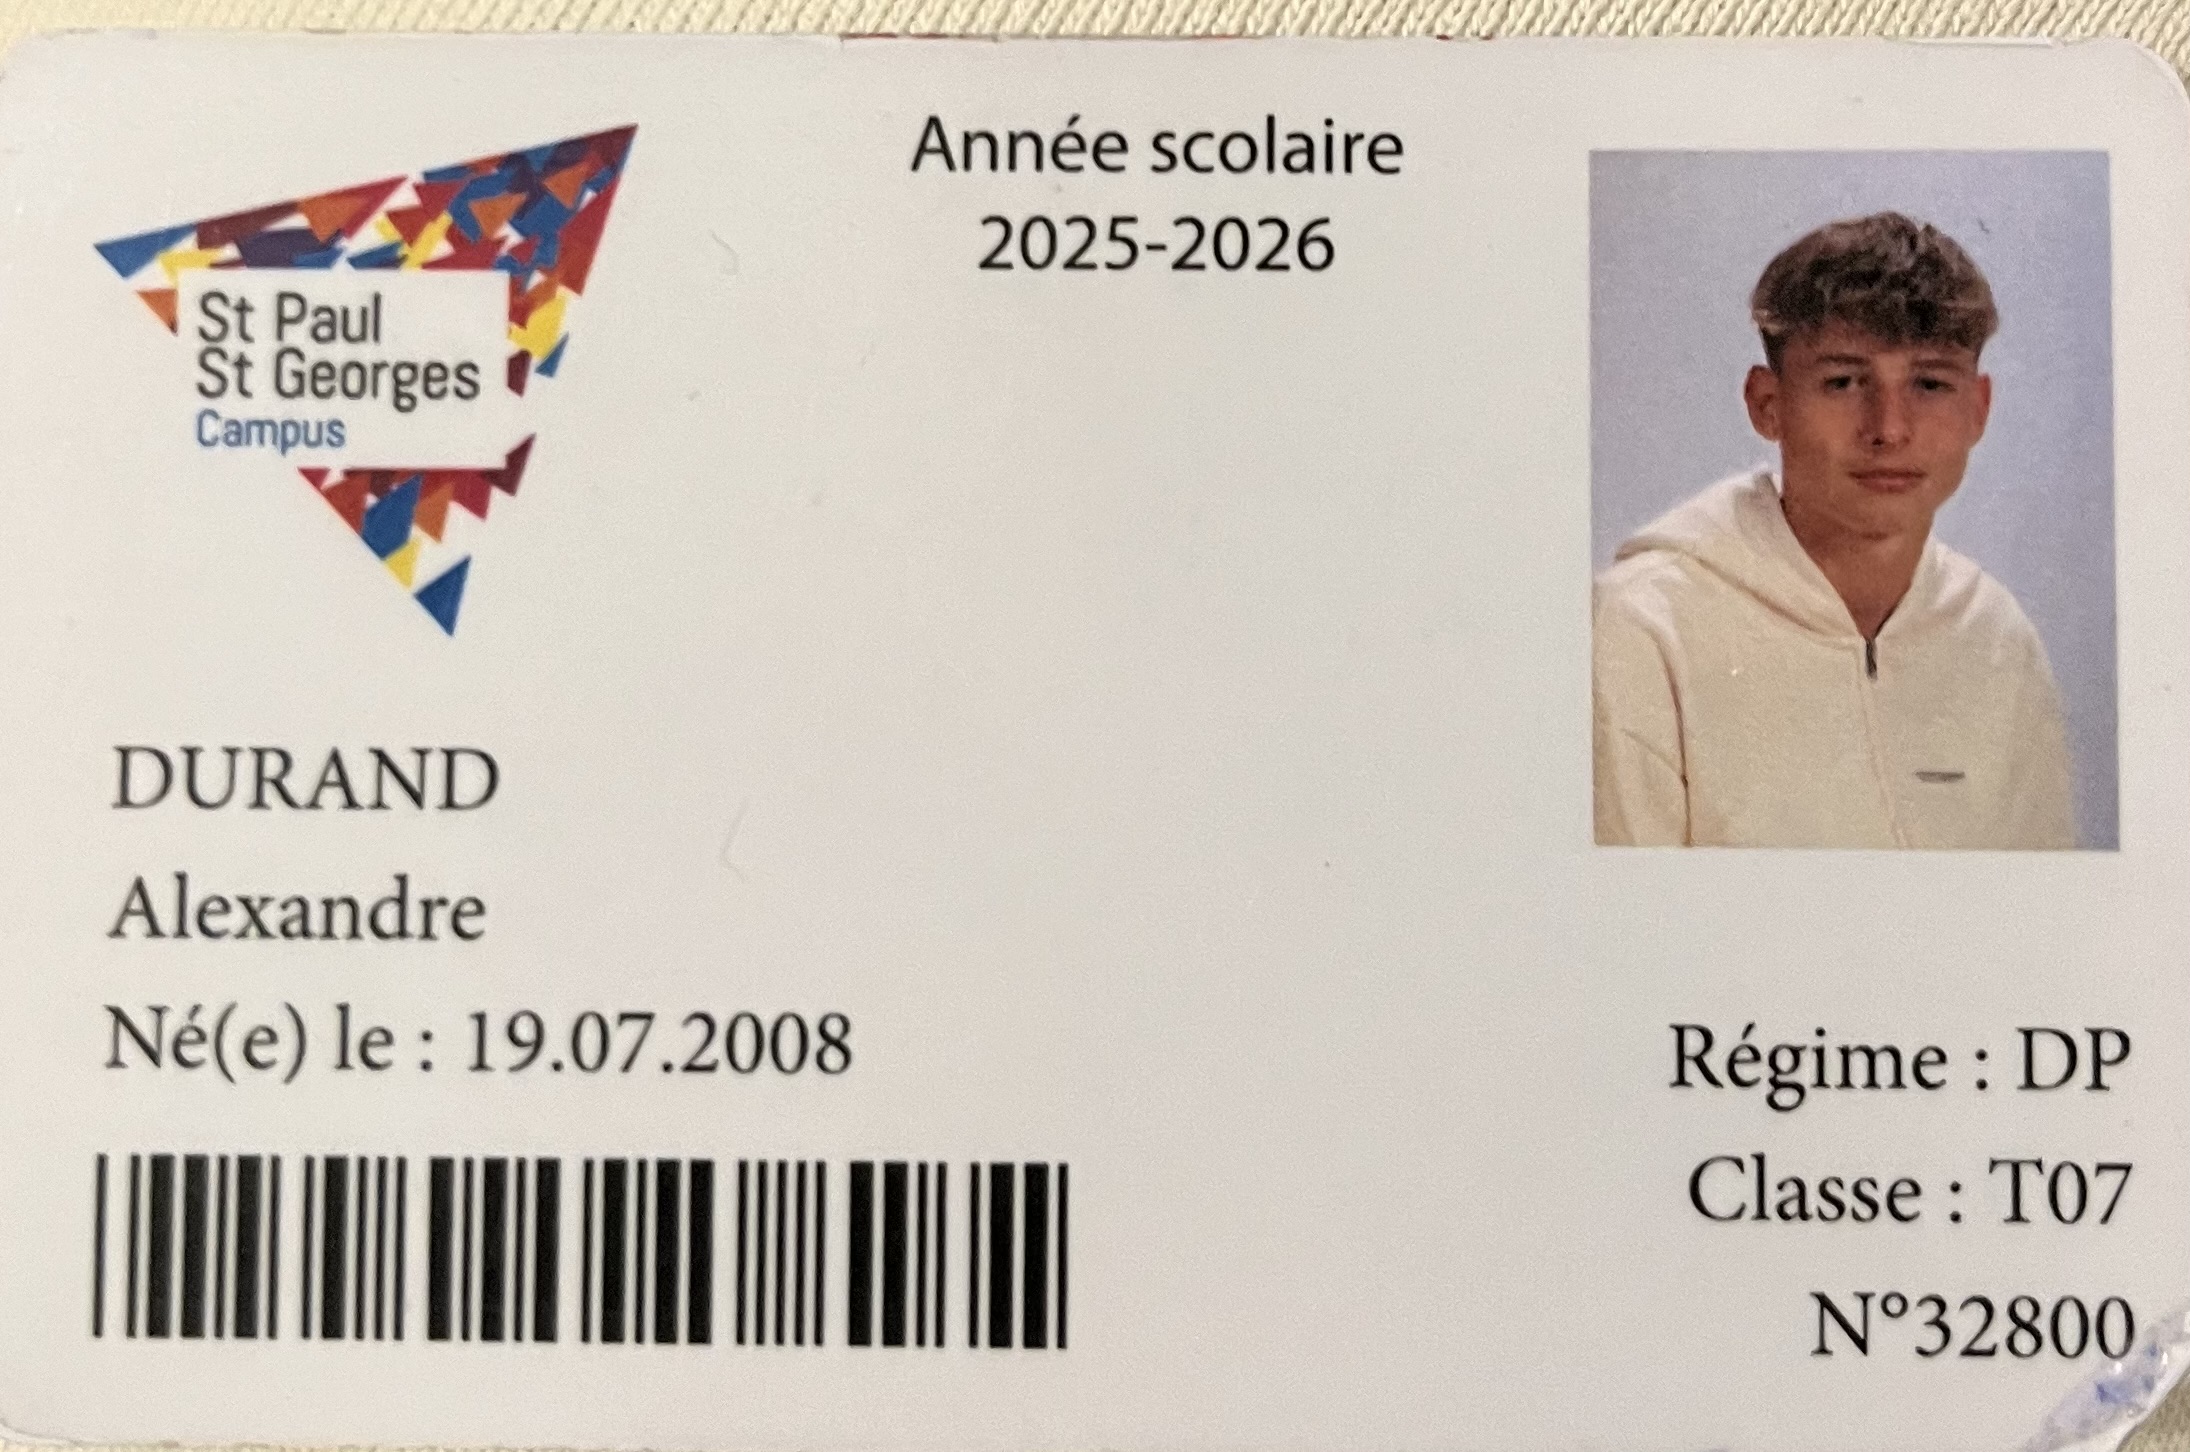 Année scolaire
2025-2026
St Paul
St Georges
Campus
DURAND
Alexandre
Né(e) le : 19.07.2008
Régime : DP
Classe : T07
N°32800